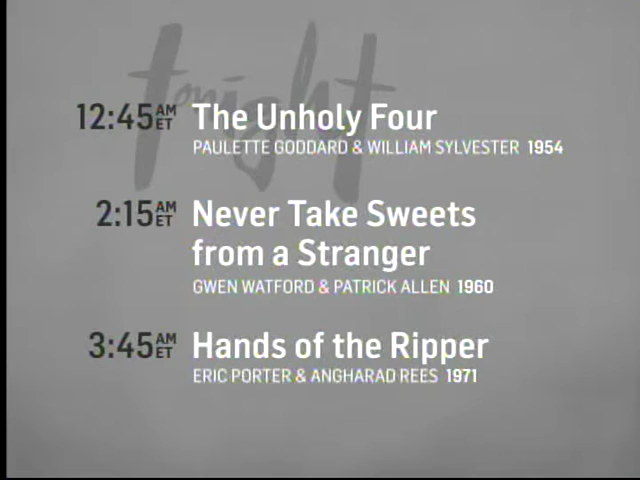 tonight
12:45 AM ET The Unholy Four
PAULETTE GODDARD & WILLIAM SYLVESTER 1954
2:15 AM ET Never Take Sweets
from a Stranger
GWEN WATFORD & PATRICK ALLEN 1960
3:45 AM ET Hands of the Ripper
ERIC PORTER & ANGHARAD REES 1971